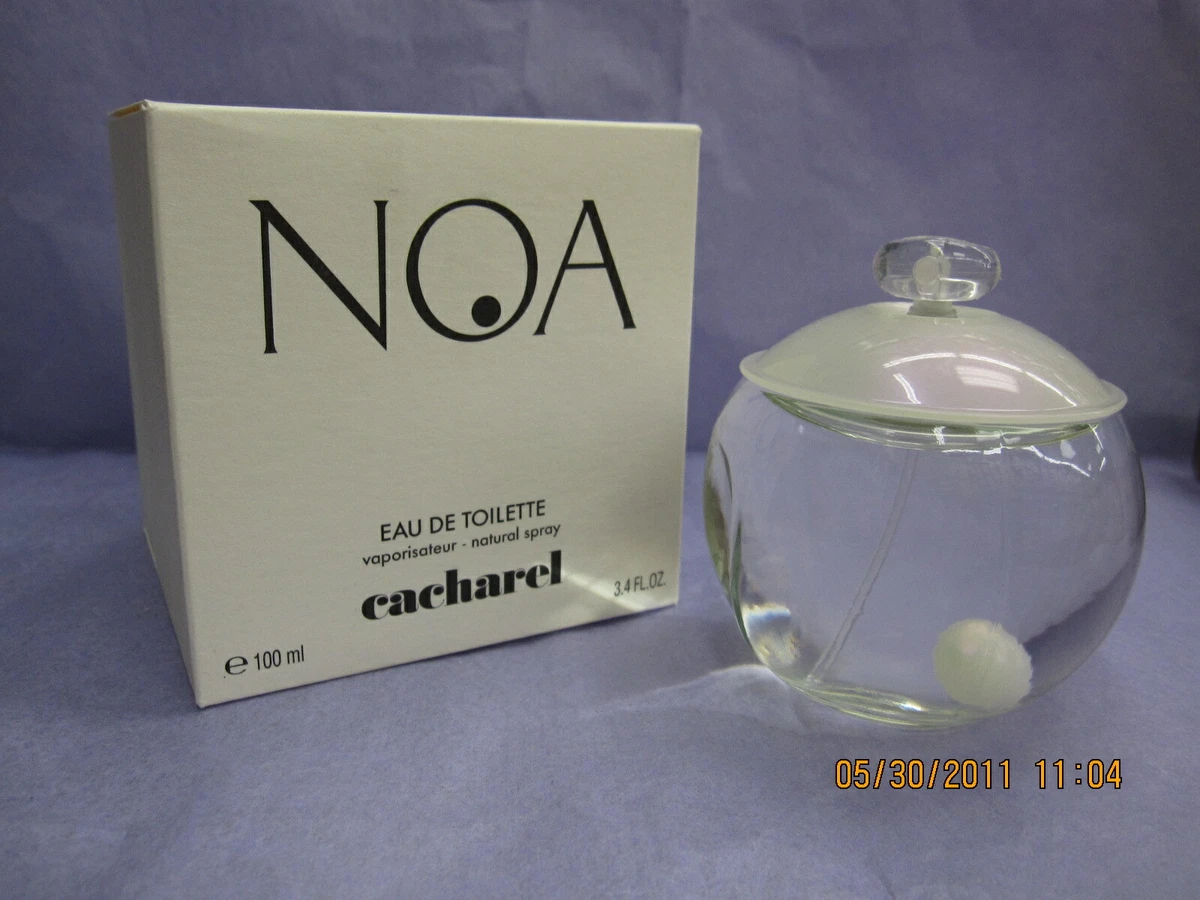 NOA
EAU DE TOILETTE
vaporisateur - natural spray
cacharel
3.4 FL.OZ.
e 100 ml
05/30/2011 11:04